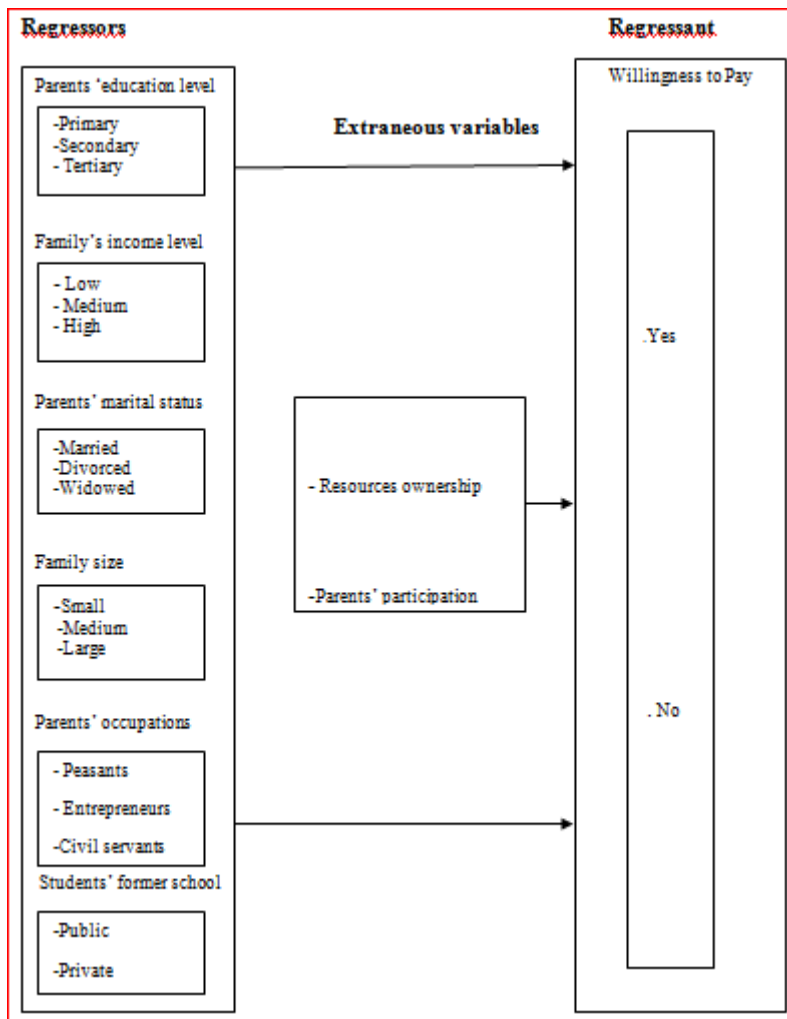 Regressors
Parents 'education level
-Primary
-Secondary
- Tertiary
Family's income level
- Low
- Medium
- High
Parents' marital status
-Married
-Divorced
-Widowed
Family size
-Small
-Medium
-Large
Parents' occupations
- Peasants
- Entrepreneurs
-Civil servants
Students' former school
-Public
-Private
Extraneous variables
- Resources ownership
-Parents' participation
Regressant
Willingness to Pay
.Yes
. No